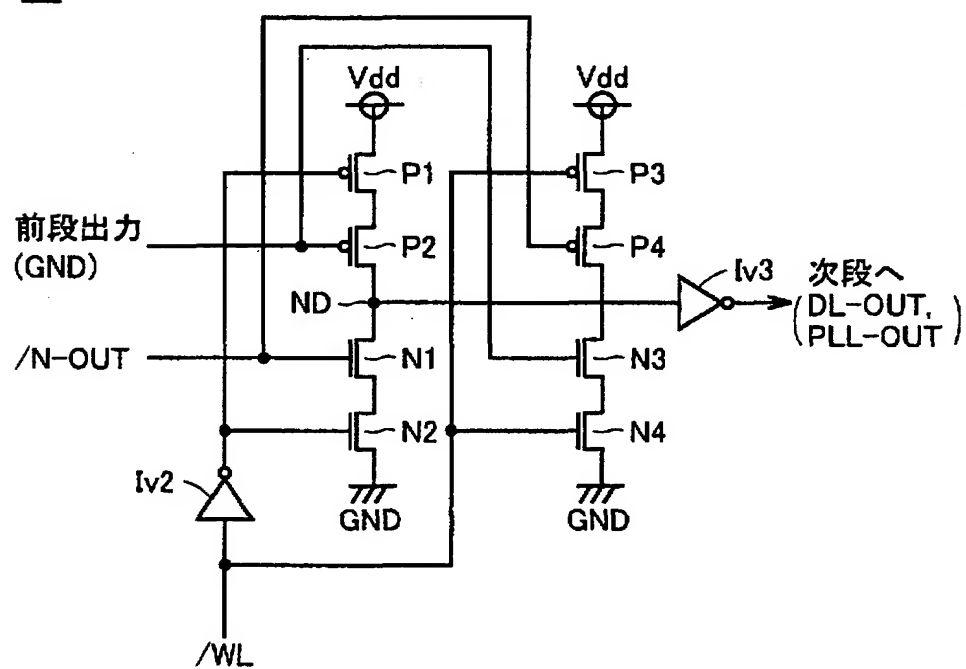 Vdd
Vdd
P1
P3
前段出力
(GND)
P2
P4
Iv3
次段へ
(DL-OUT,
PLL-OUT)
ND
/N-OUT
N1
N3
N2
N4
Iv2
GND
GND
/WL